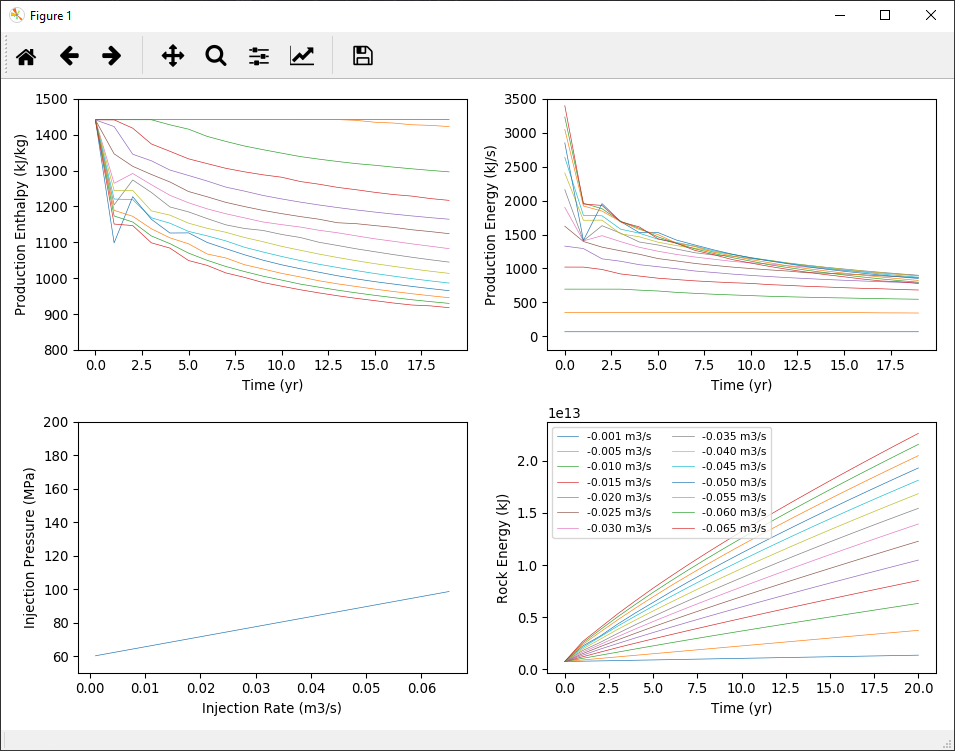 Figure 1
1500
1400
1300
1200
1100
1000
900
800
Production Enthalpy (kJ/kg)
0.0 2.5 5.0 7.5 10.0 12.5 15.0 17.5
Time (yr)
3500
3000
2500
2000
1500
1000
500
0
Production Energy (kJ/s)
0.0 2.5 5.0 7.5 10.0 12.5 15.0 17.5
Time (yr)
200
180
160
140
120
100
80
60
Injection Pressure (MPa)
0.00 0.01 0.02 0.03 0.04 0.05 0.06
Injection Rate (m3/s)
1e13
2.0
1.5
1.0
0.5
0.0
Rock Energy (kJ)
-0.001 m3/s
-0.005 m3/s
-0.010 m3/s
-0.015 m3/s
-0.020 m3/s
-0.025 m3/s
-0.030 m3/s
-0.035 m3/s
-0.040 m3/s
-0.045 m3/s
-0.050 m3/s
-0.055 m3/s
-0.060 m3/s
-0.065 m3/s
0.0 2.5 5.0 7.5 10.0 12.5 15.0 17.5 20.0
Time (yr)